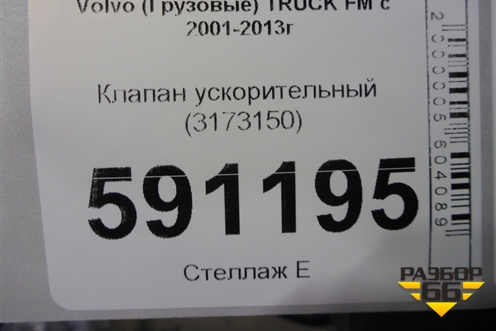 Volvo (Грузовые) TRUCK FM с
2001-2013г
Клапан ускорительный
(3173150)
591195
Стеллаж Е
2000005604089
РАЗБОР
66